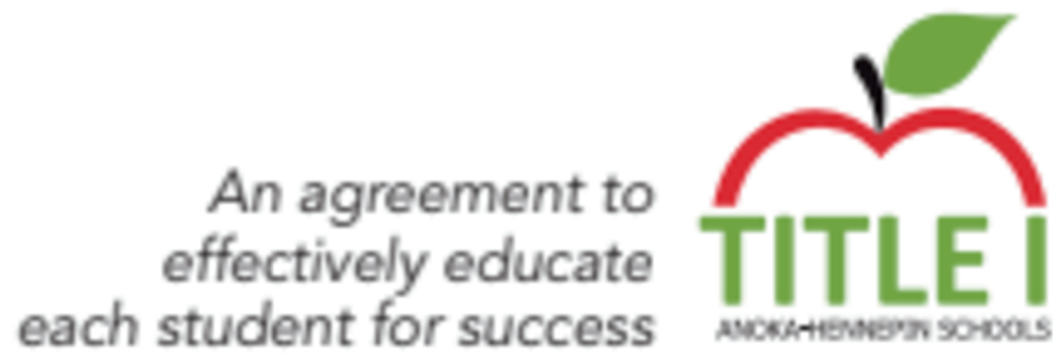 An agreement to
effectively educate
each student for success
TITLE I
ANOKA-HENNEPIN SCHOOLS